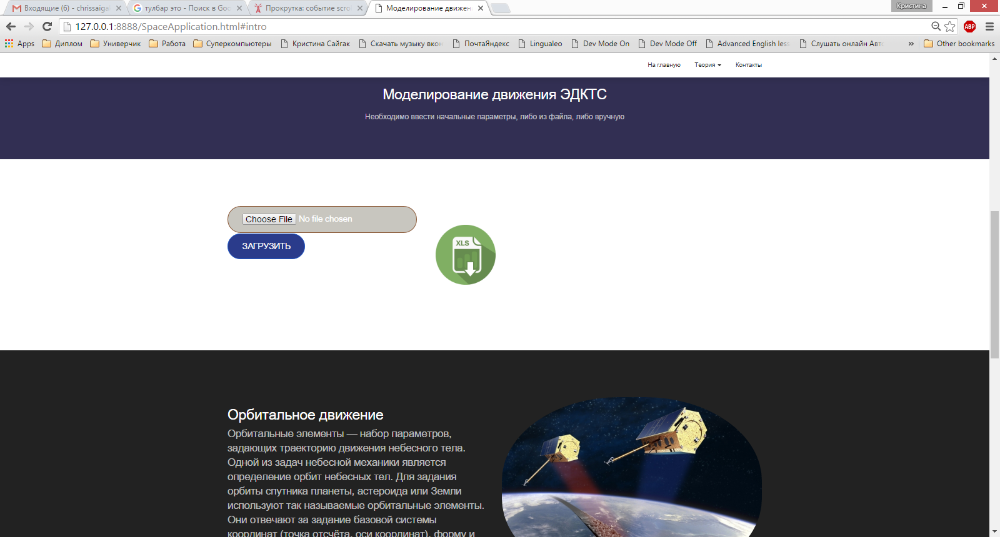 Входящие (6) - chrissaiga
тулбар это - Поиск в Goo
Прокрутка: событие scro
Моделирование движен
Кристина
127.0.0.1:8888/SpaceApplication.html#intro
ABP
Apps Диплом Универчик Работа Суперкомпьютеры Кристина Сайгак Скачать музыку вкон ПочтаЯндекс Lingualeo Dev Mode On Dev Mode Off Advanced English less Слушать онлайн Авто » Other bookmarks
На главную Теория Контакты
Моделирование движения ЭДКТС
Необходимо ввести начальные параметры, либо из файла, либо вручную
Choose File No file chosen
ЗАГРУЗИТЬ
XLS
Орбитальное движение
Орбитальные элементы — набор параметров,
задающих траекторию движения небесного тела.
Одной из задач небесной механики является
определение орбит небесных тел. Для задания
орбиты спутника планеты, астероида или Земли
используют так называемые орбитальные элементы.
Они отвечают за задание базовой системы
координат (точка отсчёта, оси координат), форму и